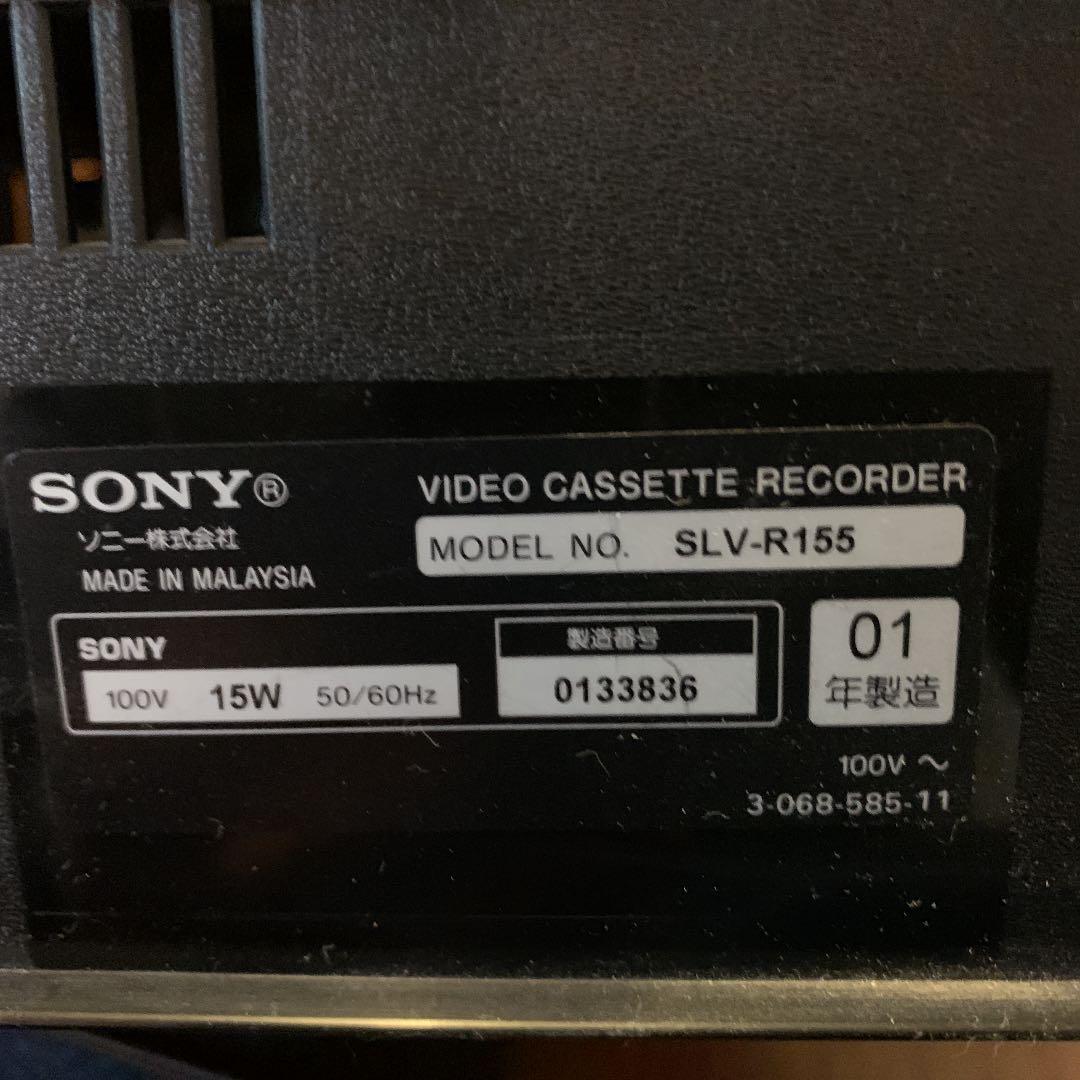 SONY®
ソニー株式会社
MADE IN MALAYSIA
VIDEO CASSETTE RECORDER
MODEL NO. SLV-R155
SONY
100V 15W 50/60Hz
製造番号
0133836
01
年製造
100V ～
3-068-585-11